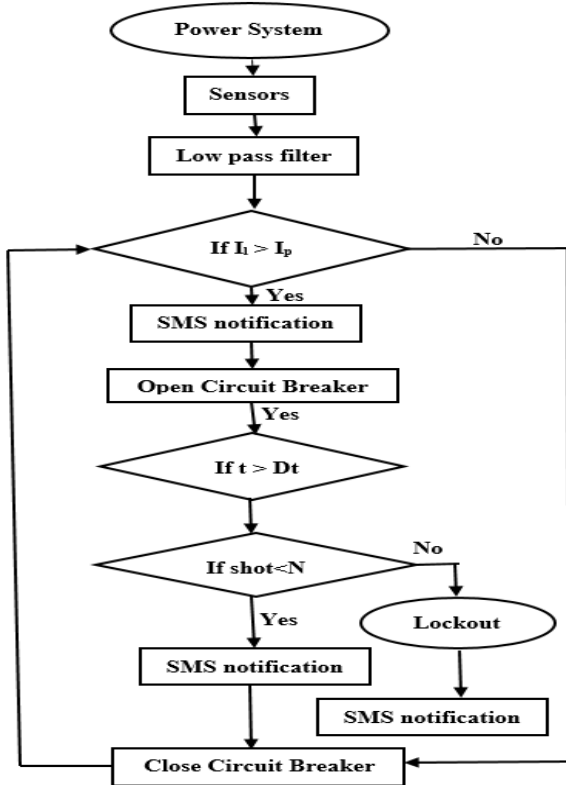 Power System
Sensors
Low pass filter
If Iₗ > Iₚ
No
Yes
SMS notification
Open Circuit Breaker
Yes
If t > Dt
If shot<N
No
Yes
Lockout
SMS notification
SMS notification
Close Circuit Breaker